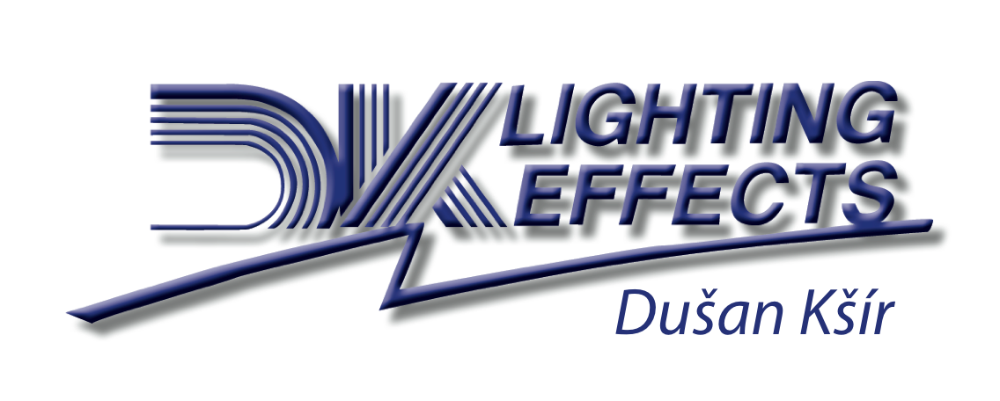 DK LIGHTING
EFFECTS
Dušan Kšír